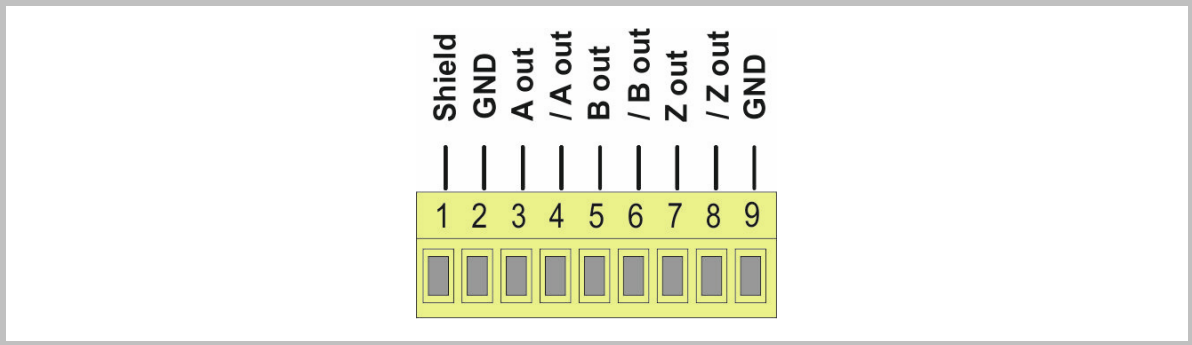 Shield
GND
A out
/ A out
B out
/ B out
Z out
/ Z out
GND
1 2 3 4 5 6 7 8 9